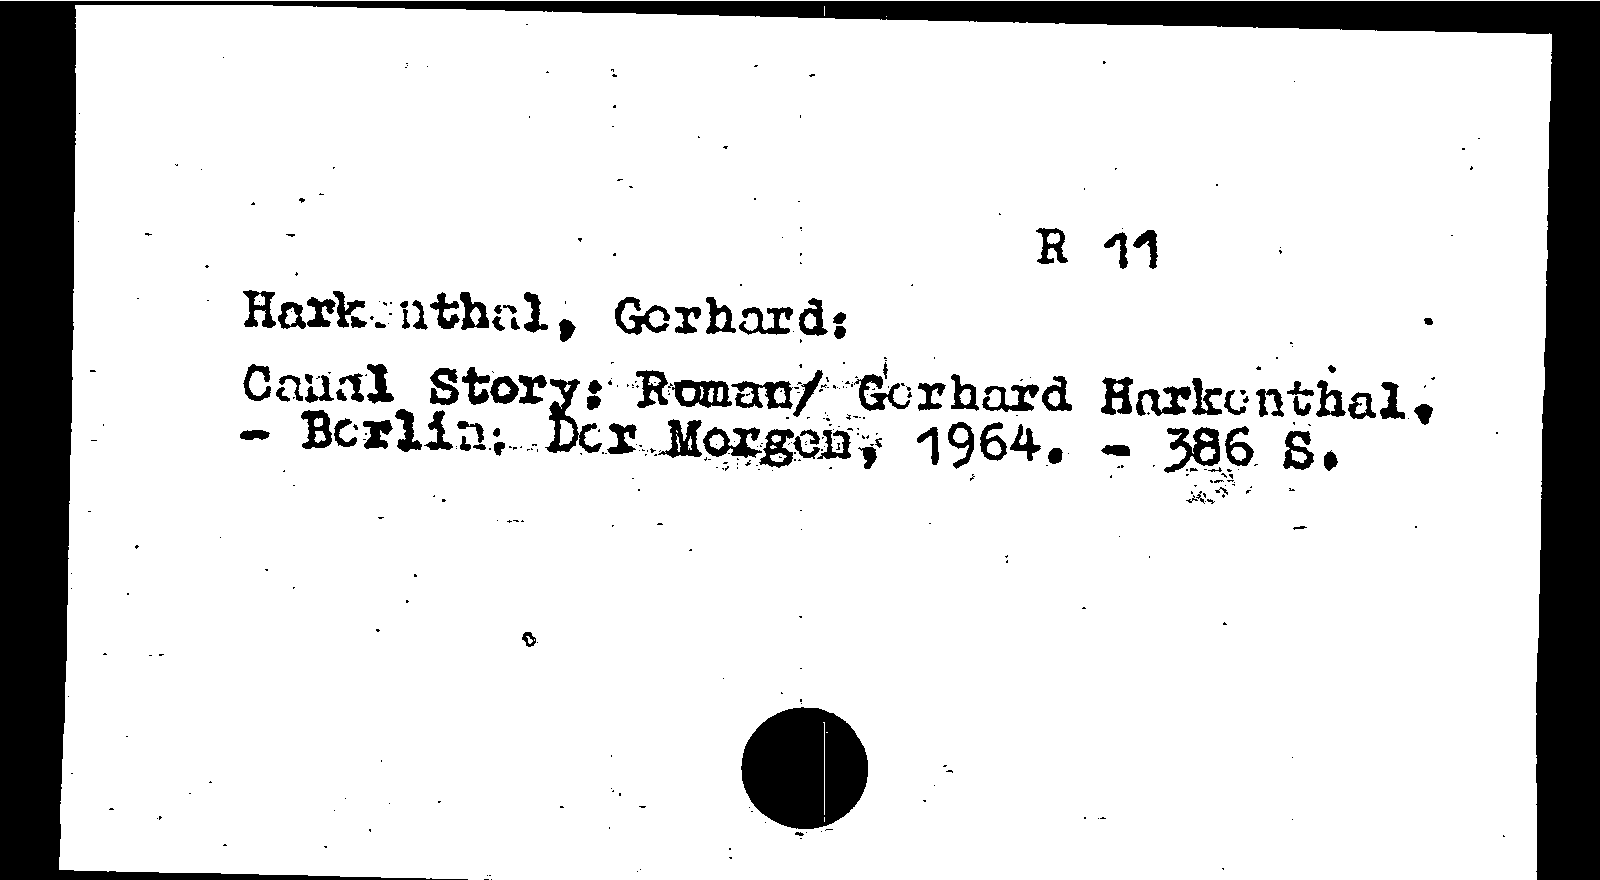 R 11
Harkenthal, Gerhard:
Canal Story: Roman/ Gerhard Harkenthal.
- Berlin: Der Morgen, 1964. - 386 S.